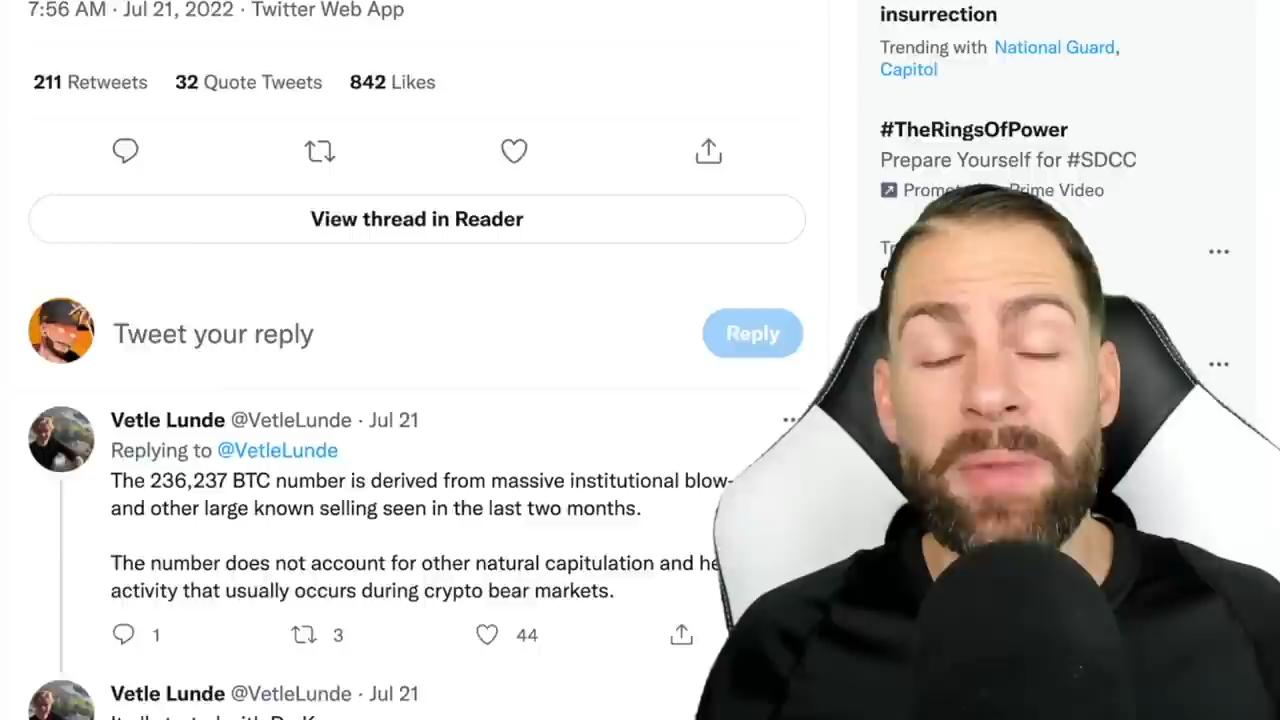 7:56 AM · Jul 21, 2022 · Twitter Web App
211 Retweets 32 Quote Tweets 842 Likes
View thread in Reader
Tweet your reply
Reply
Vetle Lunde @VetleLunde · Jul 21
Replying to @VetleLunde
The 236,237 BTC number is derived from massive institutional blow-
and other large known selling seen in the last two months.
The number does not account for other natural capitulation and
activity that usually occurs during crypto bear markets.
1 3 44
Vetle Lunde @VetleLunde · Jul 21
insurrection
Trending with National Guard,
Capitol
#TheRingsOfPower
Prepare Yourself for #SDCC
Prime Video